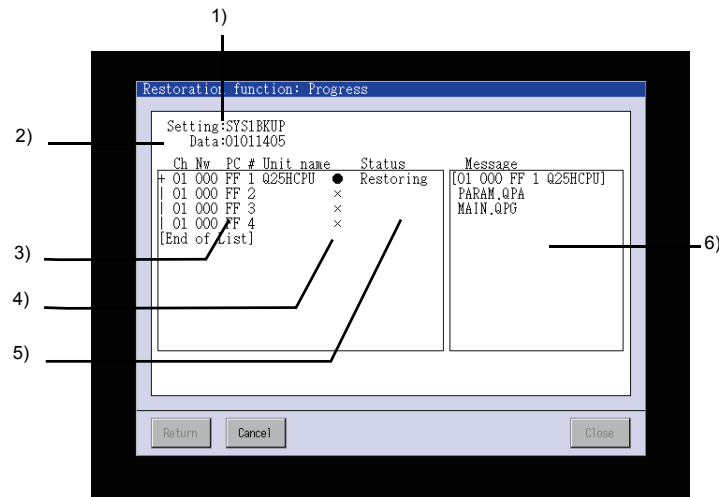 1)
Restoration function: Progress
Setting:SYS1BKUP
2)
Data:01011405
Ch Nw PC # Unit name Status Message
+ 01 000 FF 1 Q25HCPU ● Restoring [01 000 FF 1 Q25HCPU]
| 01 000 FF 2 × PARAM.QPA
| 01 000 FF 3 × MAIN.QPG
| 01 000 FF 4 ×
[End of List]
3)
6)
4)
5)
Return Cancel Close